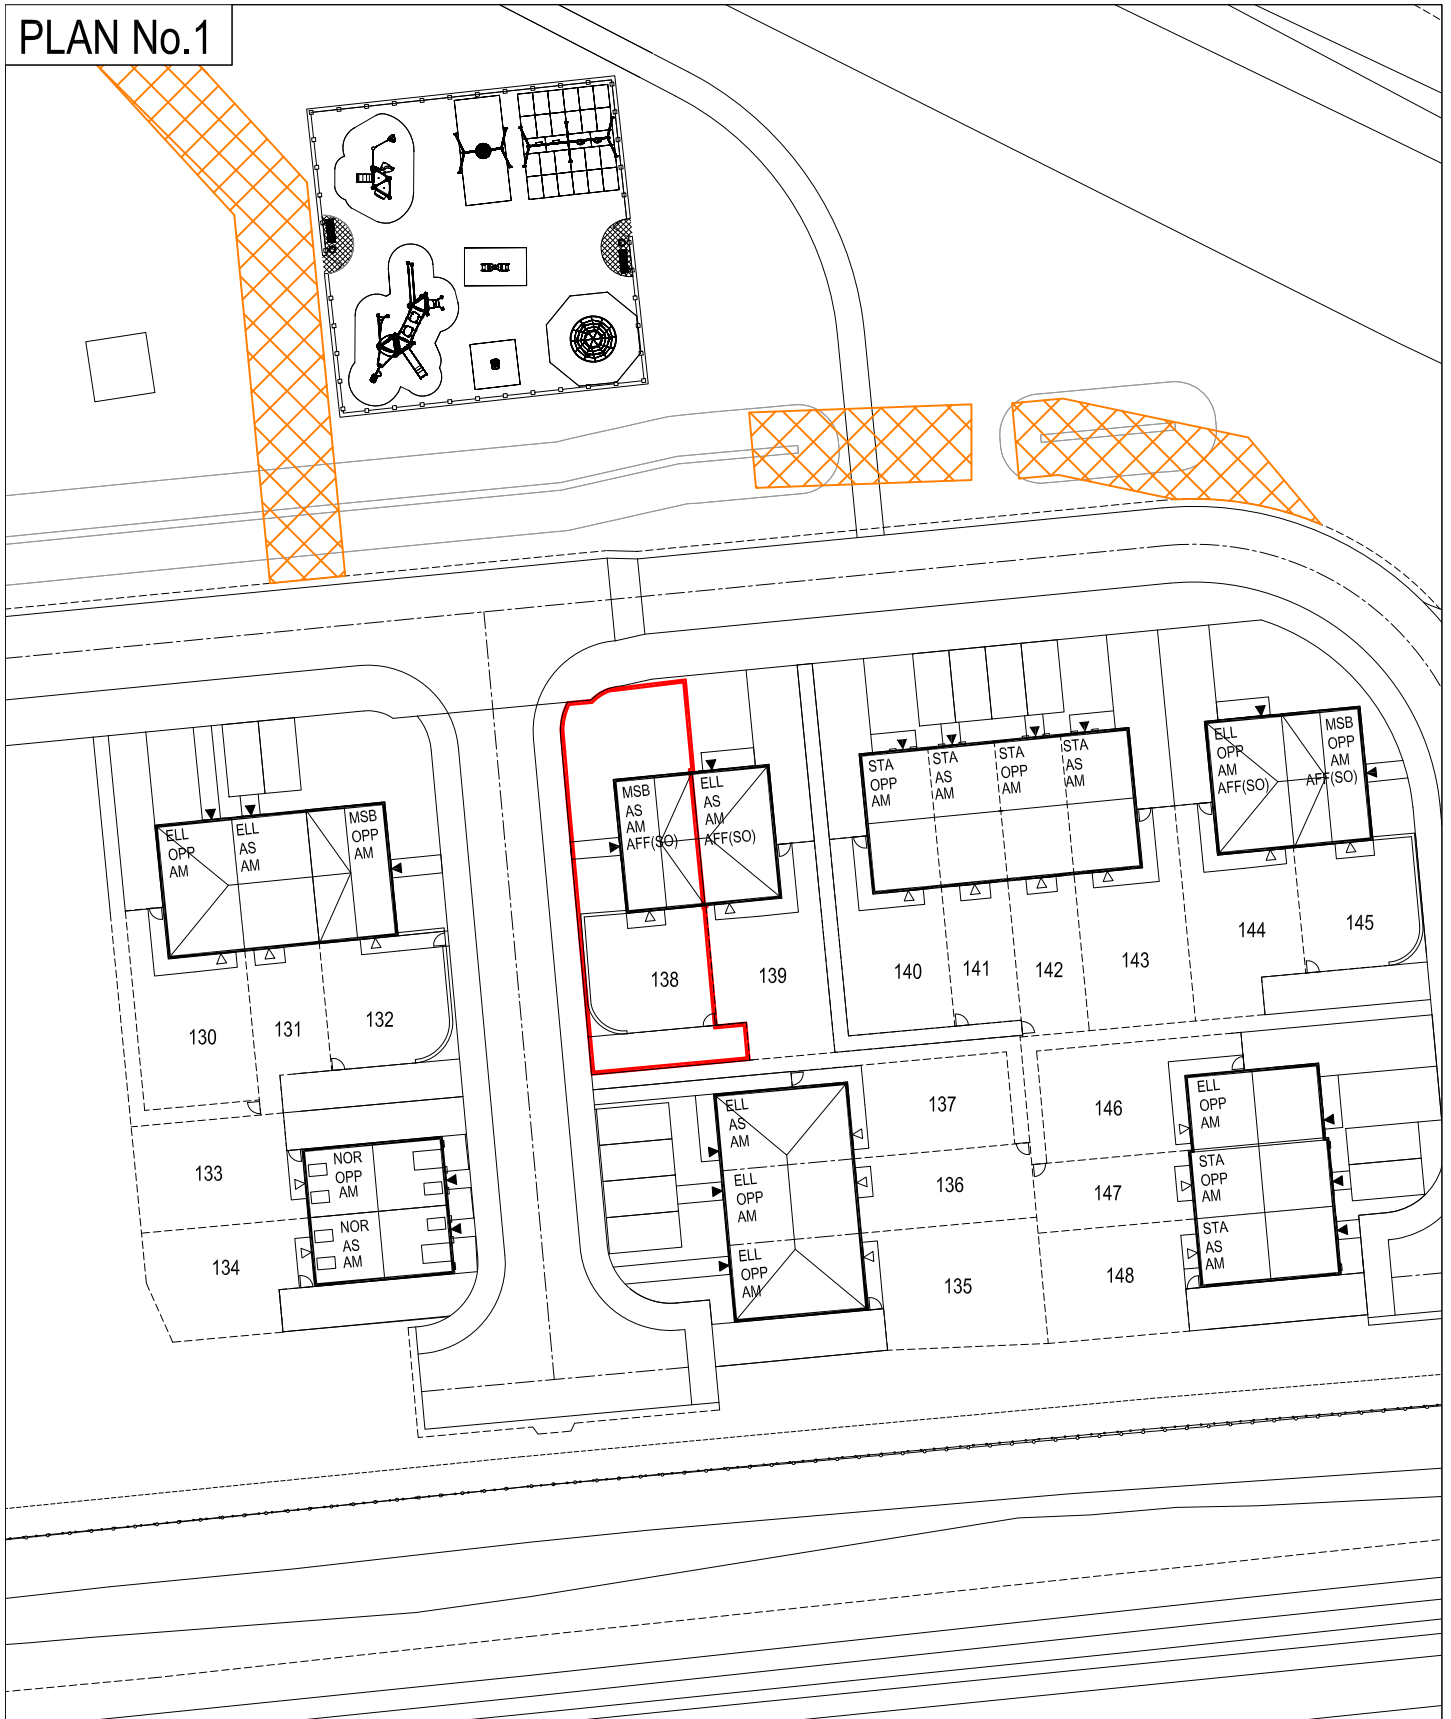 PLAN No.1
ELL
OPP
AM
ELL
AS
AM
MSB
OPP
AM
MSB
AS
AM
AFF(SO)
ELL
AS
AM
AFF(SO)
STA
OPP
AM
STA
AS
AM
STA
OPP
AM
STA
AS
AM
ELL
OPP
AM
AFF(SO)
MSB
OPP
AM
AFF(SO)
130
131
132
138
139
140
141
142
143
144
145
133
134
NOR
OPP
AM
NOR
AS
AM
ELL
AS
AM
ELL
OPP
AM
ELL
OPP
AM
137
136
135
146
147
148
ELL
OPP
AM
STA
OPP
AM
STA
AS
AM